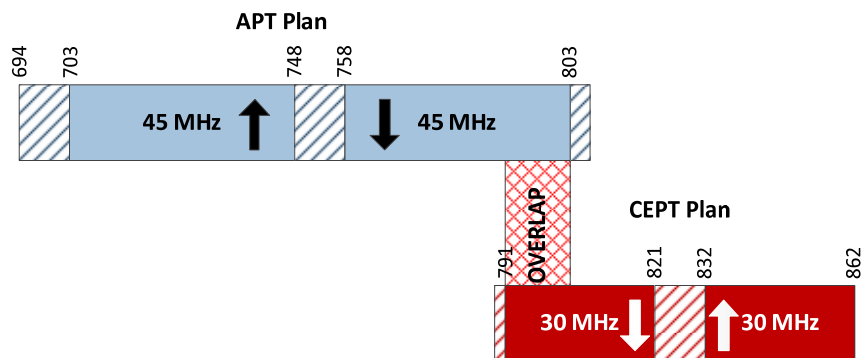 APT Plan
694 703 748 758 803
45 MHz 45 MHz
OVERLAP
CEPT Plan
791 821 832 862
30 MHz 30 MHz